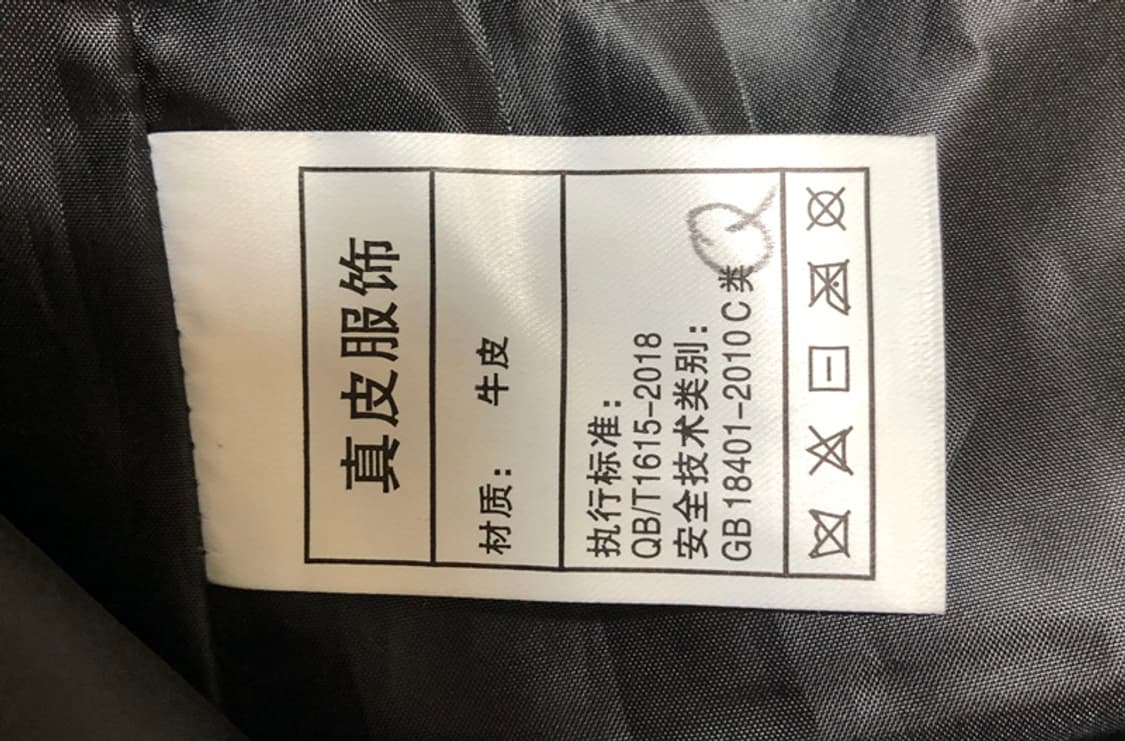 真皮服饰
材质： 牛皮
执行标准：
QB/T1615-2018
安全技术类别：
GB 18401-2010 C 类